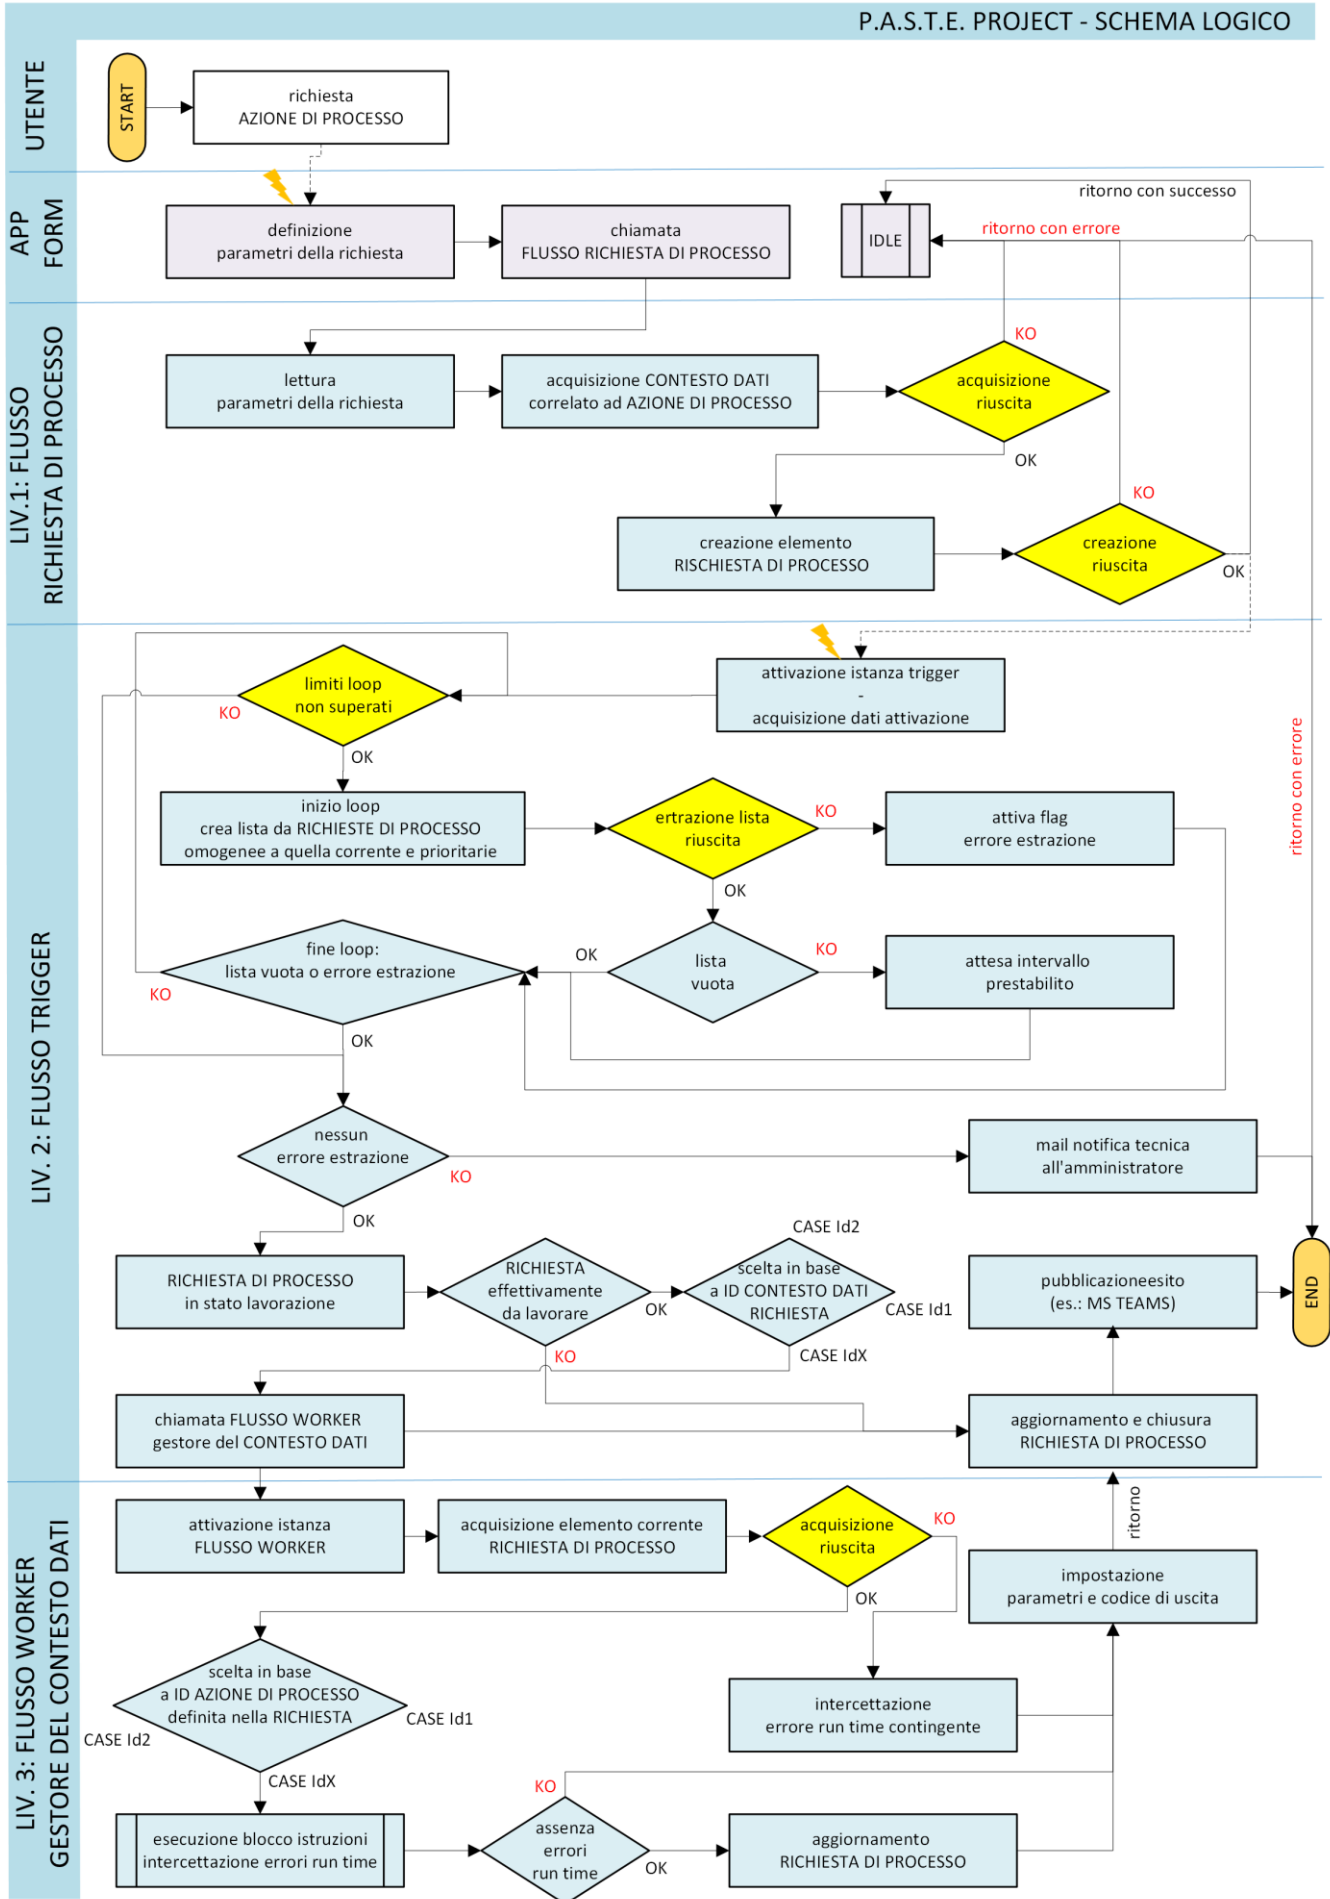 P.A.S.T.E. PROJECT - SCHEMA LOGICO
UTENTE
START
richiesta
AZIONE DI PROCESSO
APP
FORM
definizione
parametri della richiesta
chiamata
FLUSSO RICHIESTA DI PROCESSO
IDLE
ritorno con successo
ritorno con errore
LIV.1: FLUSSO
RICHIESTA DI PROCESSO
lettura
parametri della richiesta
acquisizione CONTESTO DATI
correlato ad AZIONE DI PROCESSO
KO
acquisizione
riuscita
OK
creazione elemento
RISCHIESTA DI PROCESSO
KO
creazione
riuscita
OK
LIV. 2: FLUSSO TRIGGER
limiti loop
non superati
KO
OK
attivazione istanza trigger
-
acquisizione dati attivazione
ritorno con errore
inizio loop
crea lista da RICHIESTE DI PROCESSO
omogenee a quella corrente e prioritarie
ertrazione lista
riuscita
KO
OK
attiva flag
errore estrazione
fine loop:
lista vuota o errore estrazione
KO
OK
OK
lista
vuota
KO
attesa intervallo
prestabilito
nessun
errore estrazione
KO
OK
mail notifica tecnica
all'amministratore
RICHIESTA DI PROCESSO
in stato lavorazione
RICHIESTA
effettivamente
da lavorare
OK
KO
CASE Id2
scelta in base
a ID CONTESTO DATI
RICHIESTA
CASE Id1
CASE IdX
pubblicazioneesito
(es.: MS TEAMS)
END
chiamata FLUSSO WORKER
gestore del CONTESTO DATI
aggiornamento e chiusura
RICHIESTA DI PROCESSO
LIV. 3: FLUSSO WORKER
GESTORE DEL CONTESTO DATI
attivazione istanza
FLUSSO WORKER
acquisizione elemento corrente
RICHIESTA DI PROCESSO
acquisizione
riuscita
KO
OK
ritorno
impostazione
parametri e codice di uscita
scelta in base
a ID AZIONE DI PROCESSO
definita nella RICHIESTA
CASE Id1
CASE Id2
CASE IdX
intercettazione
errore run time contingente
esecuzione blocco istruzioni
intercettazione errori run time
KO
assenza
errori
run time
OK
aggiornamento
RICHIESTA DI PROCESSO